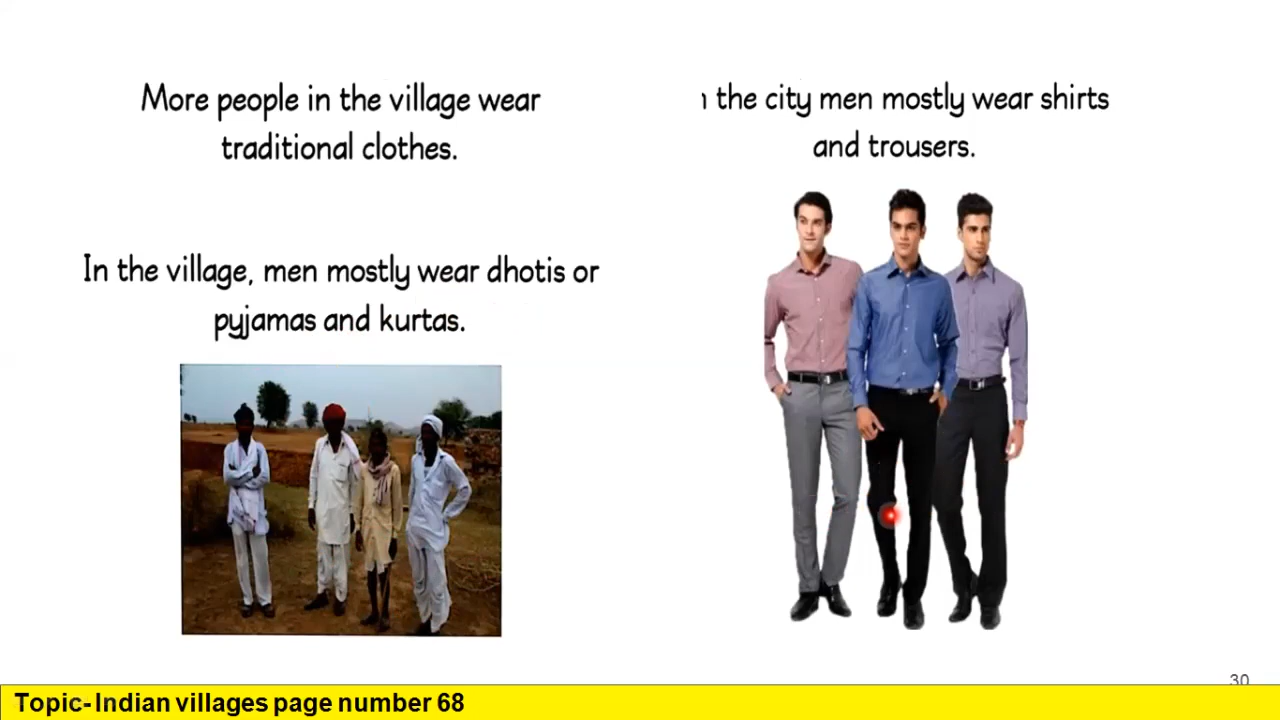 More people in the village wear
traditional clothes.
In the village, men mostly wear dhotis or
pyjamas and kurtas.
the city men mostly wear shirts
and trousers.
30
Topic-Indian villages page number 68